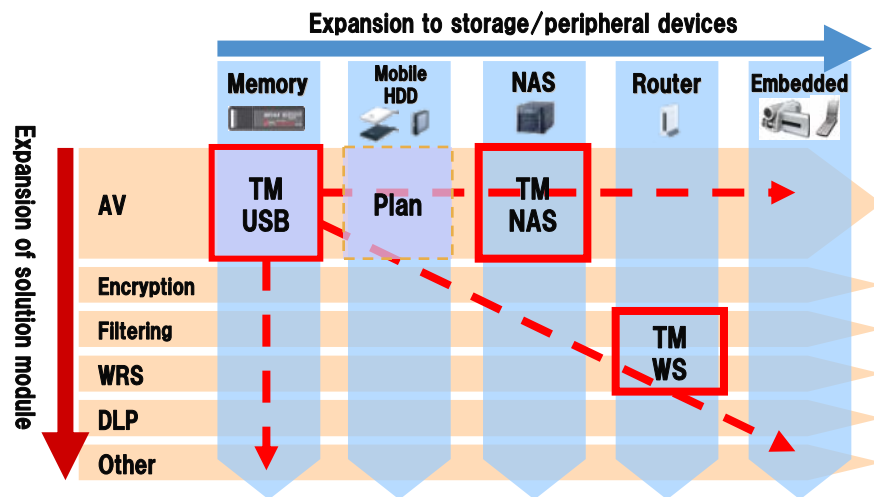 Expansion to storage/peripheral devices
Memory
Mobile
HDD
NAS
Router
Embedded
Expansion of solution module
AV
TM
USB
Plan
TM
NAS
Encryption
Filtering
TM
WS
WRS
DLP
Other